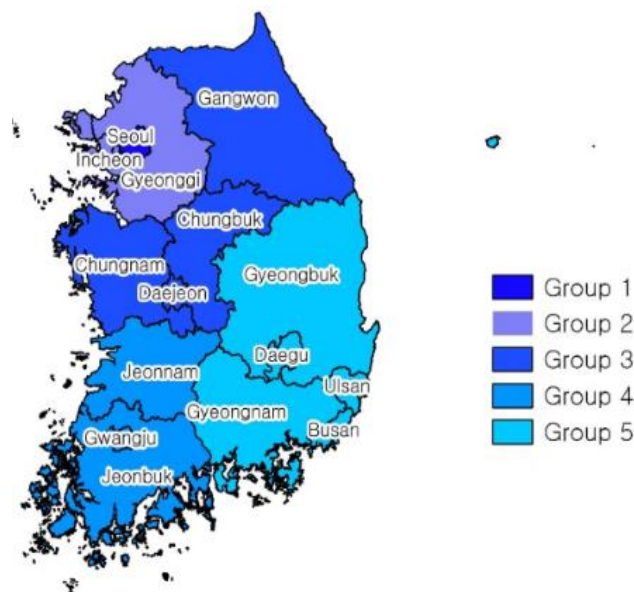 Gangwon
Seoul
Incheon
Gyeonggi
Chungbuk
Chungnam
Gyeongbuk
Daejeon
Group 1
Group 2
Group 3
Group 4
Group 5
Daegu
Jeonnam
Ulsan
Gyeongnam
Busan
Gwangju
Jeonbuk